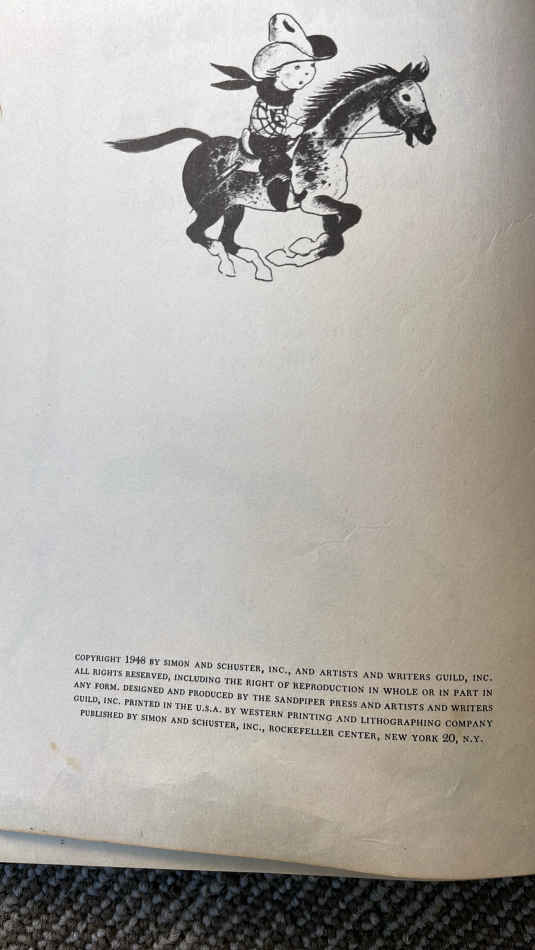 COPYRIGHT 1948 BY SIMON AND SCHUSTER, INC., AND ARTISTS AND WRITERS GUILD, INC.
ALL RIGHTS RESERVED, INCLUDING THE RIGHT OF REPRODUCTION IN WHOLE OR IN PART IN
ANY FORM. DESIGNED AND PRODUCED BY THE SANDPIPER PRESS AND ARTISTS AND WRITERS
GUILD, INC. PRINTED IN THE U.S.A. BY WESTERN PRINTING AND LITHOGRAPHING COMPANY
PUBLISHED BY SIMON AND SCHUSTER, INC., ROCKEFELLER CENTER, NEW YORK 20, N.Y.